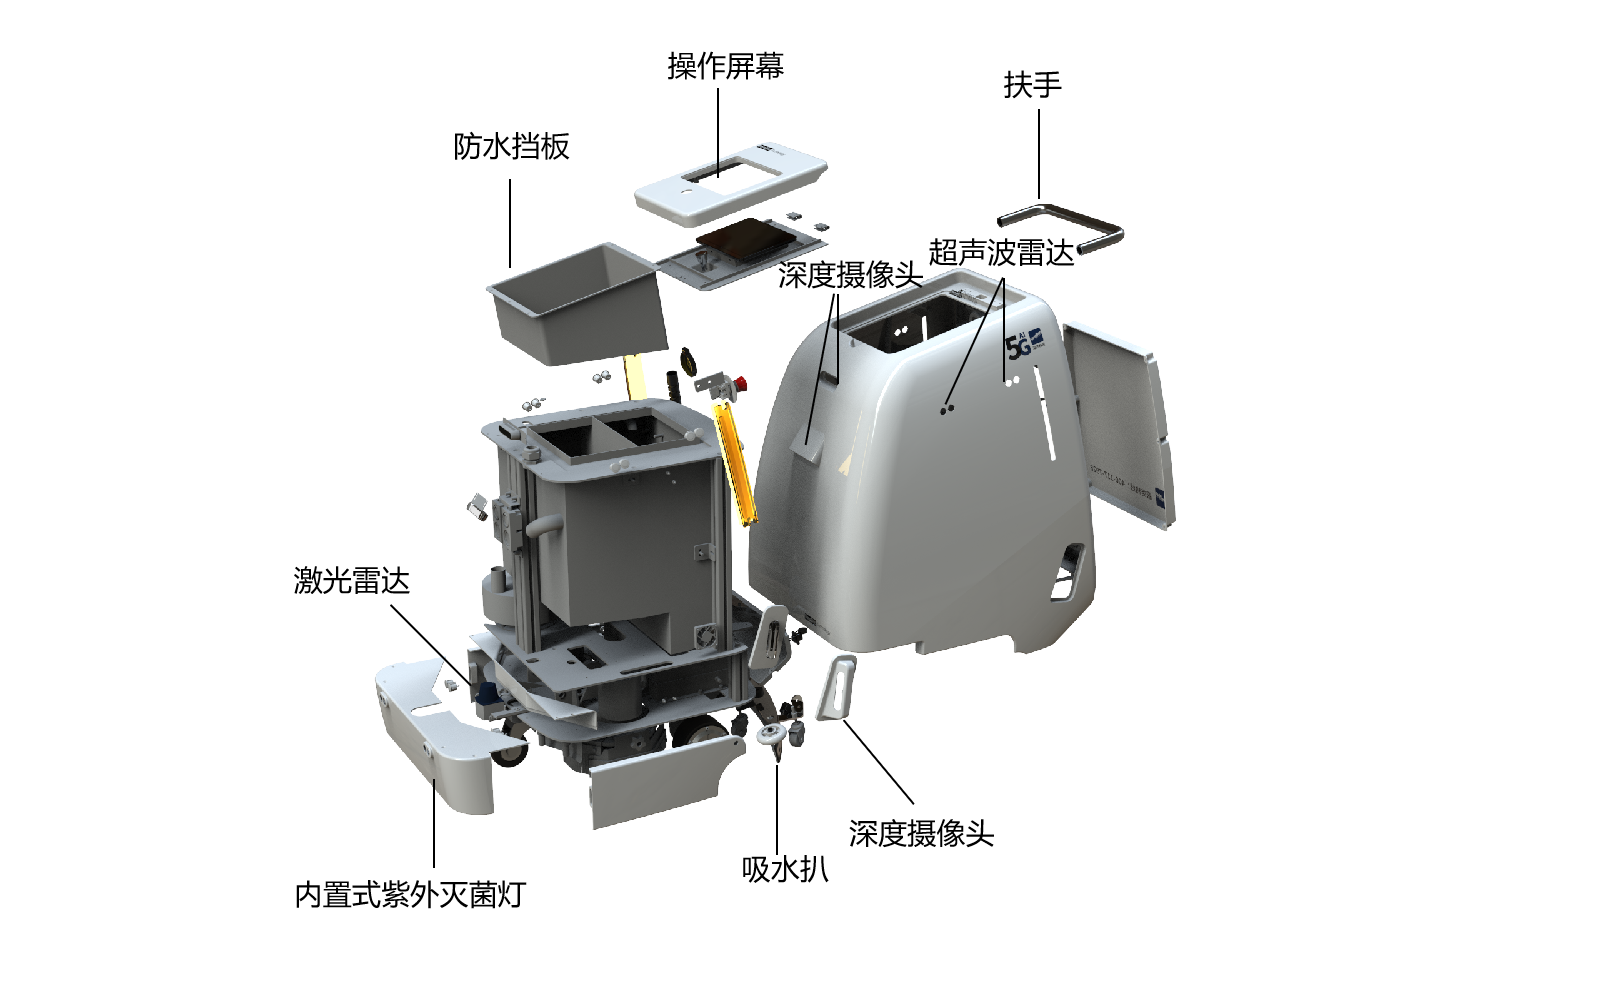 操作屏幕
扶手
防水挡板
超声波雷达
深度摄像头
5G
AI
激光雷达
深度摄像头
吸水扒
内置式紫外灭菌灯